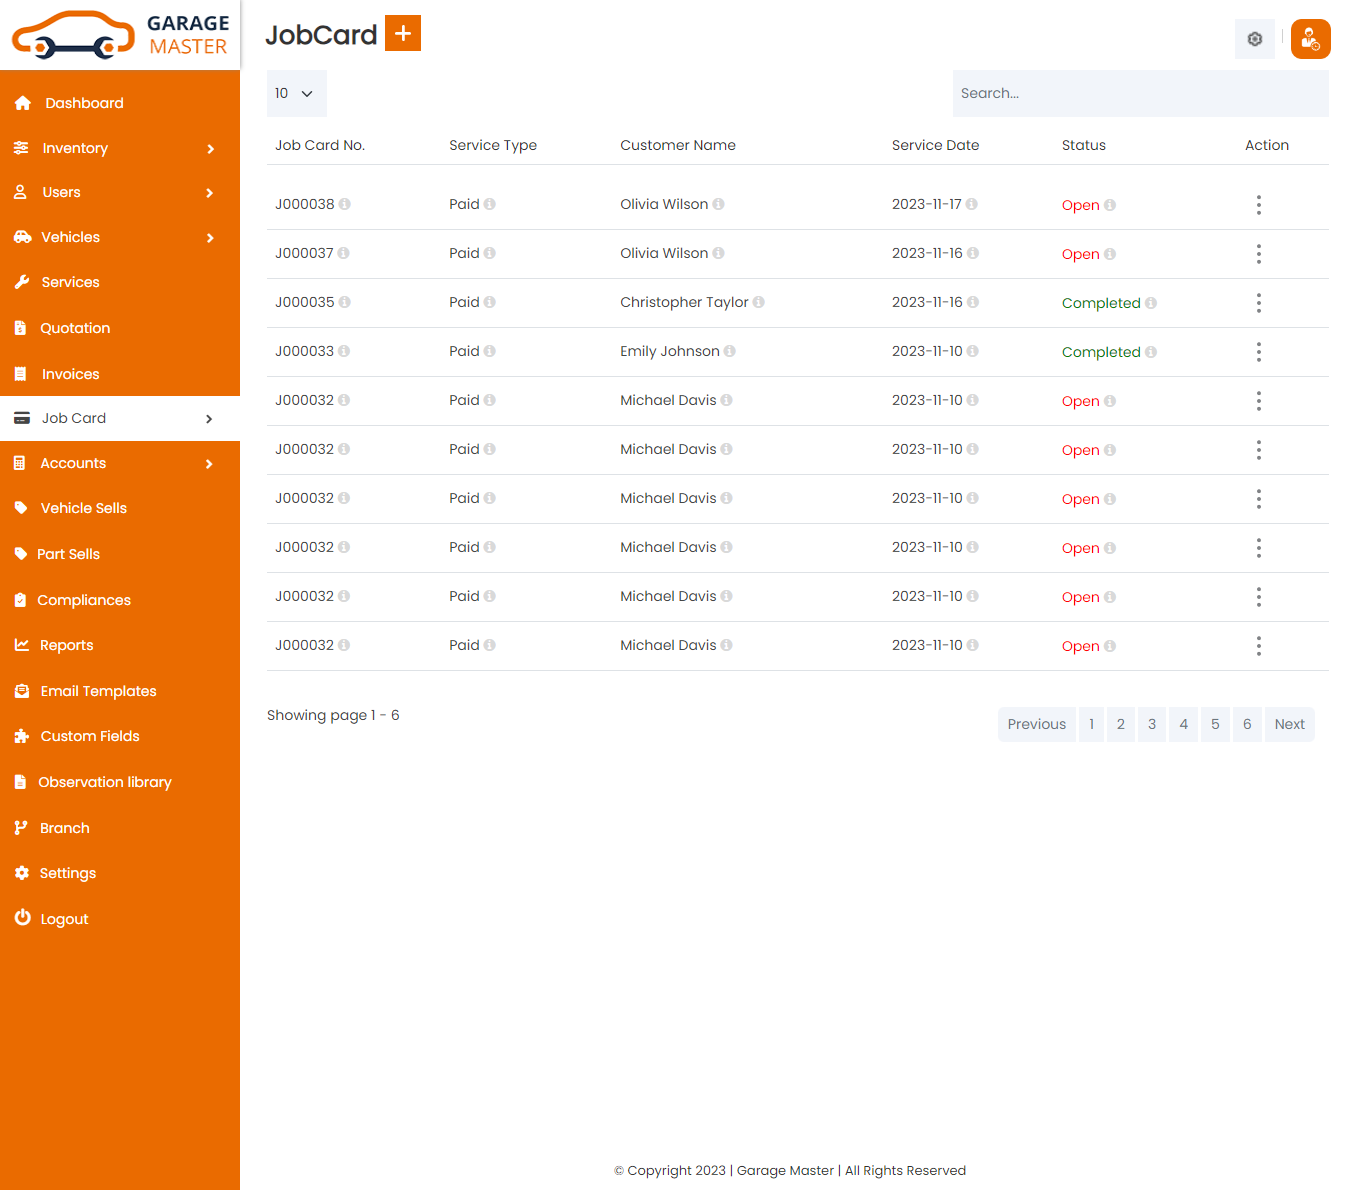 GARAGE
MASTER
JobCard +
Dashboard
Inventory
Users
Vehicles
Services
Quotation
Invoices
Job Card
Accounts
Vehicle Sells
Part Sells
Compliances
Reports
Email Templates
Custom Fields
Observation library
Branch
Settings
Logout
10
Search...
Job Card No. Service Type Customer Name Service Date Status Action
J000038 Paid Olivia Wilson 2023-11-17 Open
J000037 Paid Olivia Wilson 2023-11-16 Open
J000035 Paid Christopher Taylor 2023-11-16 Completed
J000033 Paid Emily Johnson 2023-11-10 Completed
J000032 Paid Michael Davis 2023-11-10 Open
J000032 Paid Michael Davis 2023-11-10 Open
J000032 Paid Michael Davis 2023-11-10 Open
J000032 Paid Michael Davis 2023-11-10 Open
J000032 Paid Michael Davis 2023-11-10 Open
J000032 Paid Michael Davis 2023-11-10 Open
Showing page 1 - 6
Previous 1 2 3 4 5 6 Next
© Copyright 2023 | Garage Master | All Rights Reserved